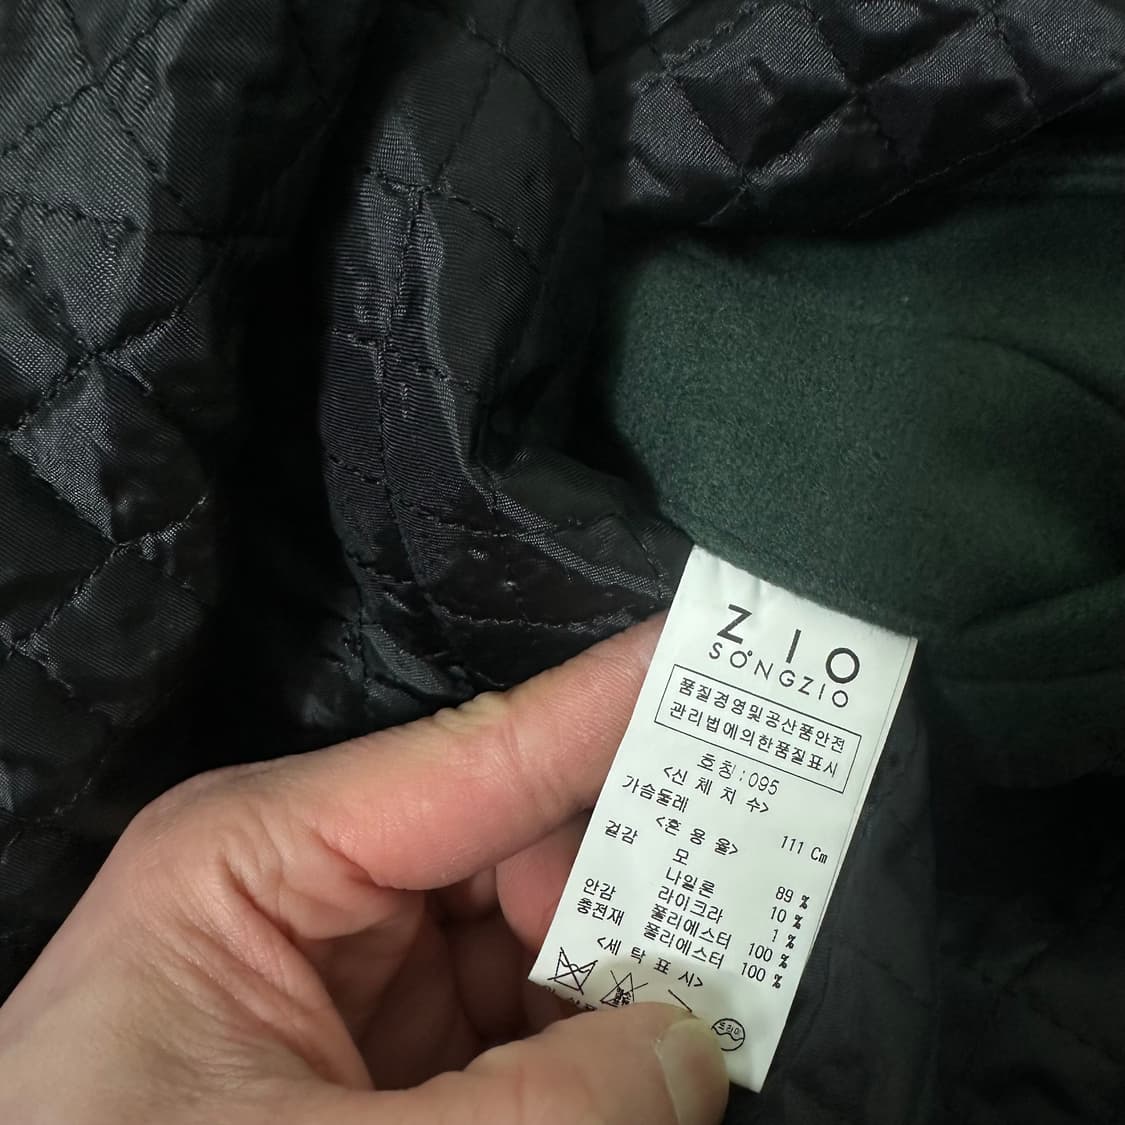 ZIO
SONGZIO
품질경영및공산품안전
관리법에의한품질표시
호칭:095
<신 체 치 수>
가슴둘레 111 Cm
<혼 용 율>
겉감 모 89 %
나일론 10 %
라이크라 1 %
안감 폴리에스터 100 %
충전재 폴리에스터 100 %
<세 탁 표 시>
드라이